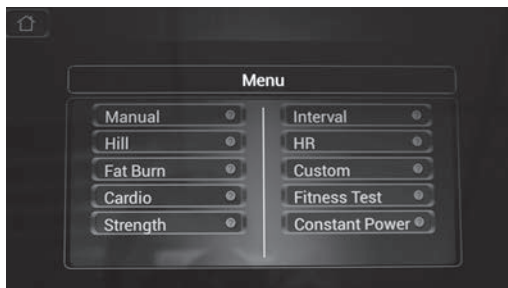 Menu
Manual
Hill
Fat Burn
Cardio
Strength
Interval
HR
Custom
Fitness Test
Constant Power